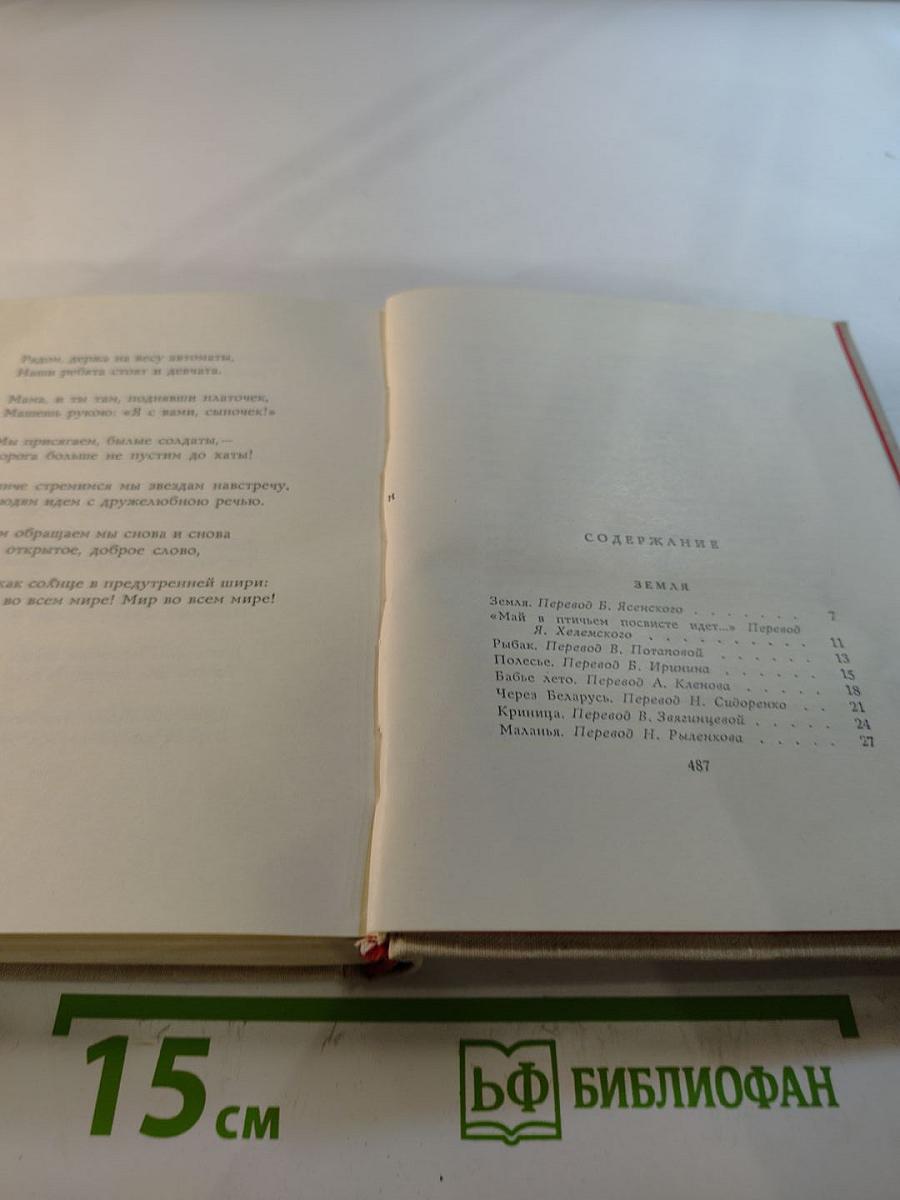 Рядом, держа на весу автоматы,
Наши ребята стоят и девчата.
Мама, и ты там, поднявши платочек,
Машешь рукою: «Я с вами, сыночек!»
Мы присягаем, былые солдаты,—
больше не пустим до хаты!
стремимся мы звездам навстречу,
идем с дружелюбною речью.
обращаем мы снова и снова
открытое, доброе слово,
как солнце в предутренней шири:
во всем мире! Мир во всем мире!
СОДЕРЖАНИЕ
ЗЕМЛЯ
Земля. Перевод Б. Ясенского . . . . . . . 7
«Май в птичьем посвисте идет...» Перевод
Я. Хелемского . . . . . . . . . . 11
Рыбак. Перевод В. Потаповой . . . . . . 13
Полесье. Перевод Б. Иринина . . . . . . 15
Бабье лето. Перевод А. Кленова . . . . . 18
Через Беларусь. Перевод Н. Сидоренко . . 21
Криница. Перевод В. Звягинцевой . . . . . 24
Маланья. Перевод Н. Рыленкова . . . . . 27
487
15 см
БФ БИБЛИОФАН